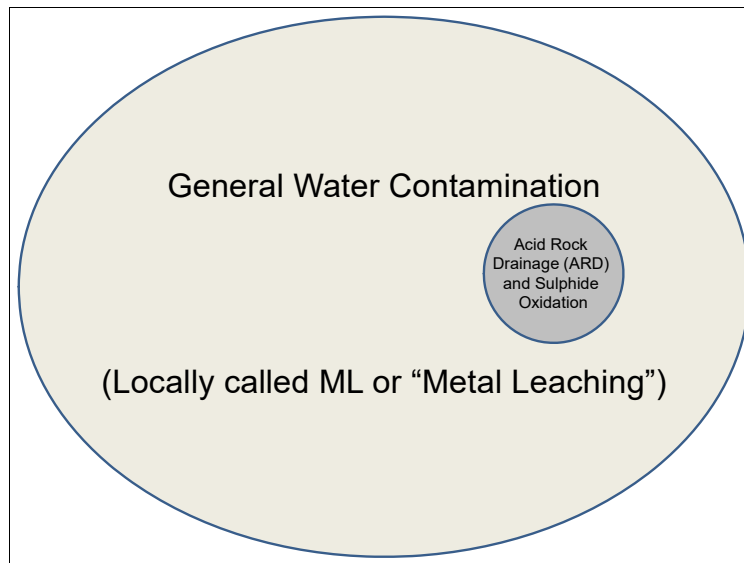 General Water Contamination
Acid Rock
Drainage (ARD)
and Sulphide
Oxidation
(Locally called ML or “Metal Leaching”)